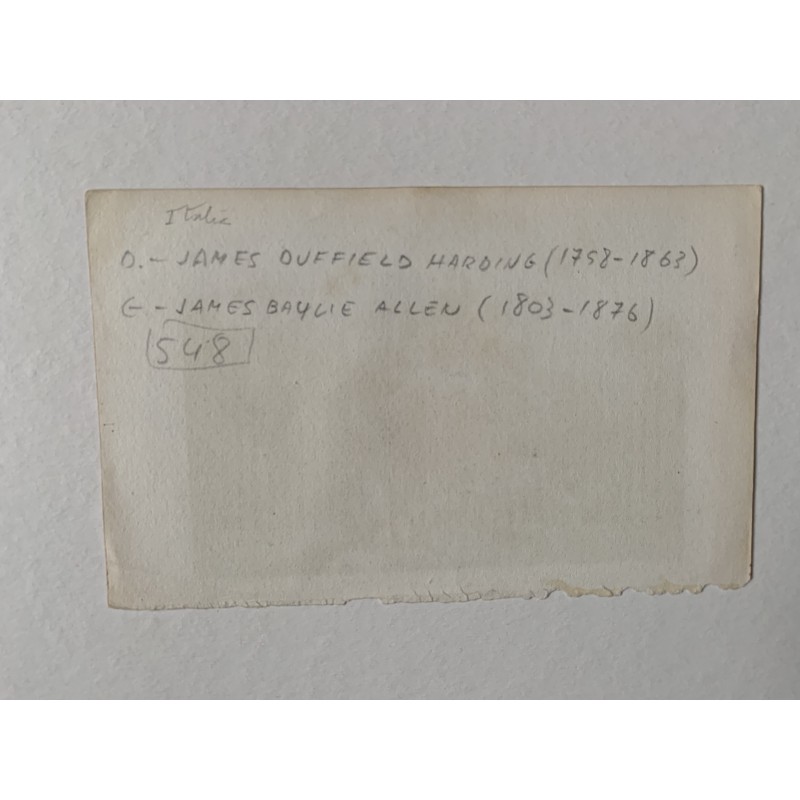 Italia
D. - JAMES DUFFIELD HARDING (1798-1863)
G - JAMES BAYLIE ALLEN (1803-1876)
548